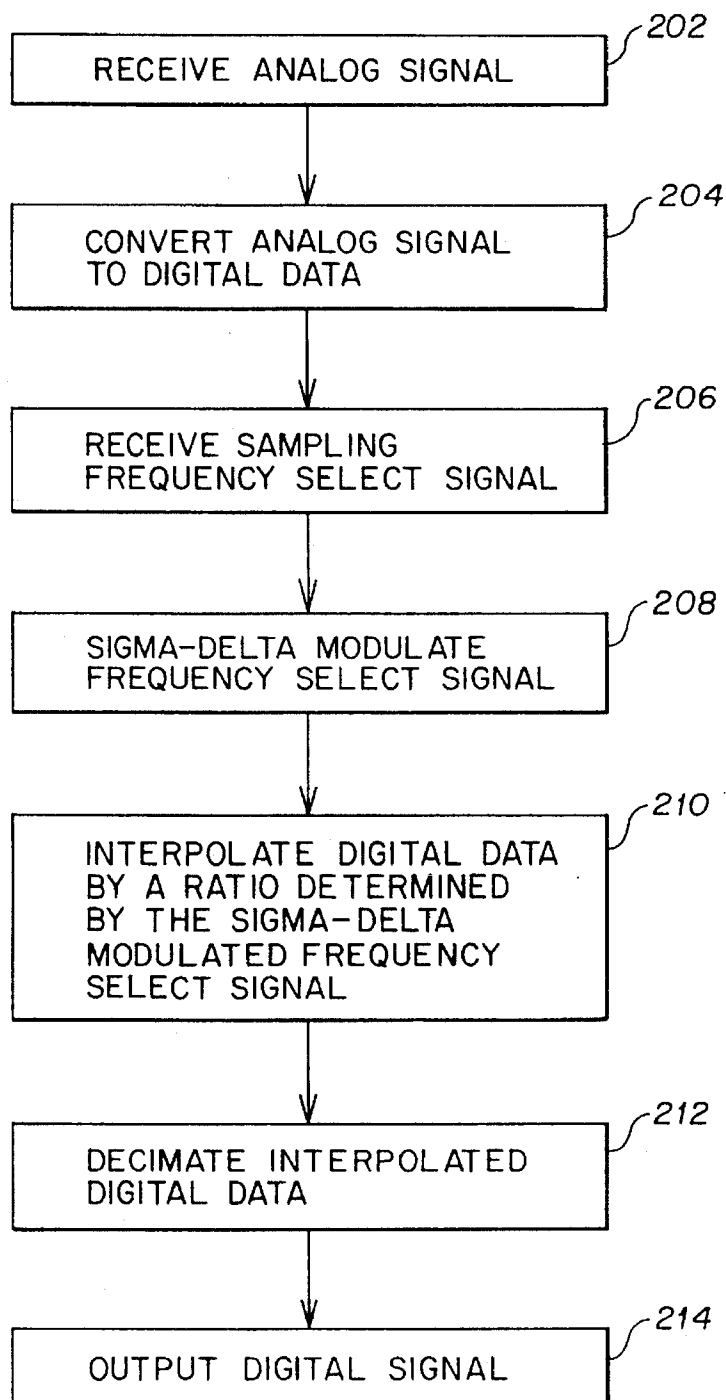 202
RECEIVE ANALOG SIGNAL
204
CONVERT ANALOG SIGNAL
TO DIGITAL DATA
206
RECEIVE SAMPLING
FREQUENCY SELECT SIGNAL
208
SIGMA-DELTA MODULATE
FREQUENCY SELECT SIGNAL
210
INTERPOLATE DIGITAL DATA
BY A RATIO DETERMINED
BY THE SIGMA-DELTA
MODULATED FREQUENCY
SELECT SIGNAL
212
DECIMATE INTERPOLATED
DIGITAL DATA
214
OUTPUT DIGITAL SIGNAL